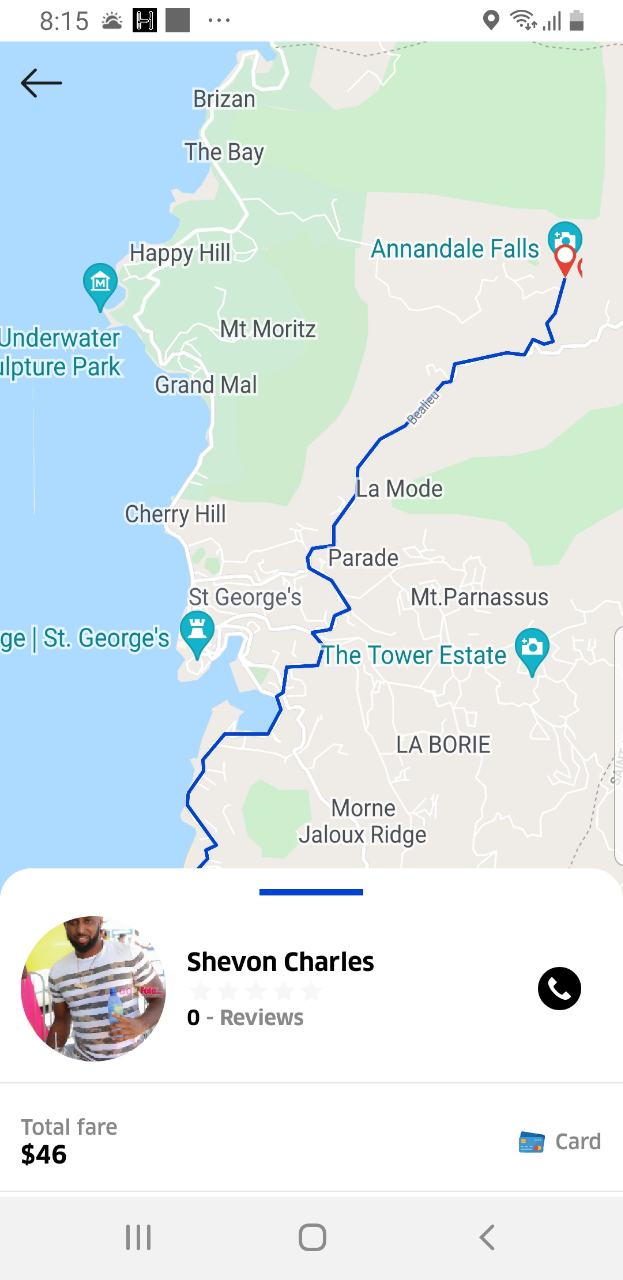 8:15
Brizan
The Bay
Annandale Falls
Happy Hill
Underwater
ulpture Park
Mt Moritz
Grand Mal
Beaulieu
La Mode
Cherry Hill
Parade
St George's
Mt.Parnassus
ge | St. George's
The Tower Estate
LA BORIE
Morne
Jaloux Ridge
Shevon Charles
0 - Reviews
Total fare
$46
Card